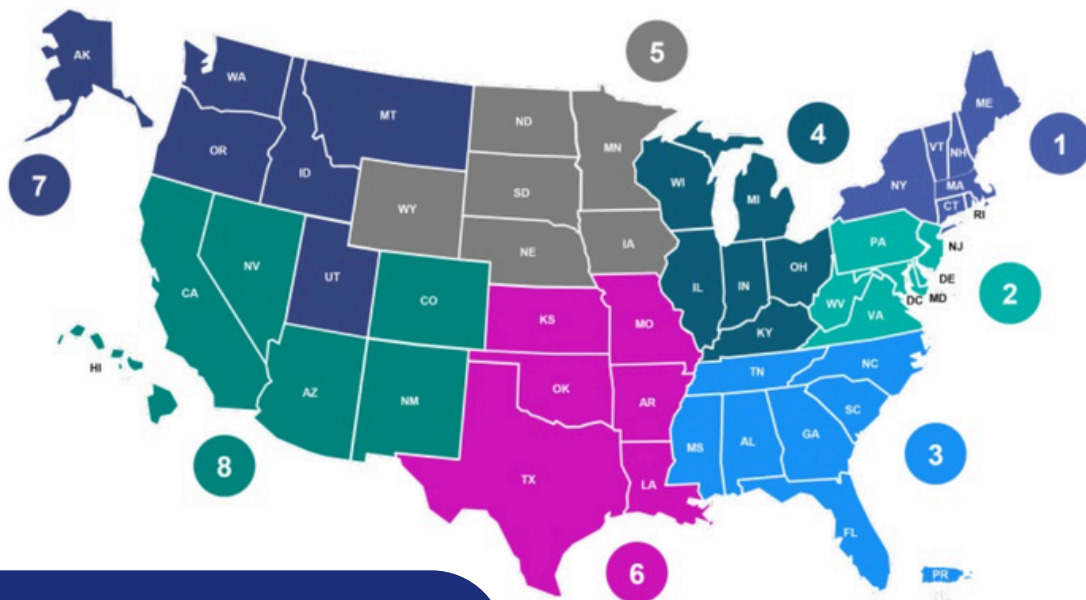 5
AK
WA
MT
ND
MN
4
ME
VT
NH
1
OR
ID
SD
WI
MI
NY
MA
CT
RI
7
WY
NE
IA
PA
NJ
NV
UT
CO
IL
IN
OH
DE
MD
DC
2
CA
KS
MO
WV
VA
KY
HI
AZ
NM
OK
AR
TN
NC
SC
8
TX
LA
MS
AL
GA
3
FL
6
PR